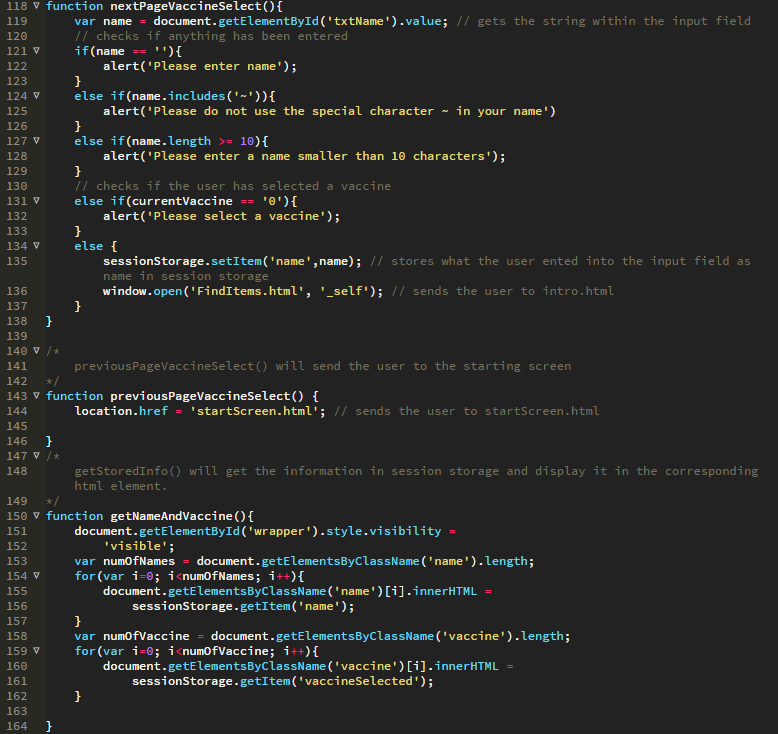 118 ▽ function nextPageVaccineSelect(){
119 var name = document.getElementById('txtName').value; // gets the string within the input field
120 // checks if anything has been entered
121 ▽ if(name == ''){
122 alert('Please enter name');
123 }
124 ▽ else if(name.includes('~')){
125 alert('Please do not use the special character ~ in your name')
126 }
127 ▽ else if(name.length >= 10){
128 alert('Please enter a name smaller than 10 characters');
129 }
130 // checks if the user has selected a vaccine
131 ▽ else if(currentVaccine == '0'){
132 alert('Please select a vaccine');
133 }
134 ▽ else {
135 sessionStorage.setItem('name',name); // stores what the user ented into the input field as
name in session storage
136 window.open('FindItems.html', '_self'); // sends the user to intro.html
137 }
138 }
139
140 ▽ /*
141 previousPageVaccineSelect() will send the user to the starting screen
142 */
143 ▽ function previousPageVaccineSelect() {
144 location.href = 'startScreen.html'; // sends the user to startScreen.html
145
146 }
147 ▽ /*
148 getStoredInfo() will get the information in session storage and display it in the corresponding
html element.
149 */
150 ▽ function getNameAndVaccine(){
151 document.getElementById('wrapper').style.visibility =
152 'visible';
153 var numOfNames = document.getElementsByClassName('name').length;
154 ▽ for(var i=0; i<numOfNames; i++){
155 document.getElementsByClassName('name')[i].innerHTML =
156 sessionStorage.getItem('name');
157 }
158 var numOfVaccine = document.getElementsByClassName('vaccine').length;
159 ▽ for(var i=0; i<numOfVaccine; i++){
160 document.getElementsByClassName('vaccine')[i].innerHTML =
161 sessionStorage.getItem('vaccineSelected');
162 }
163
164 }